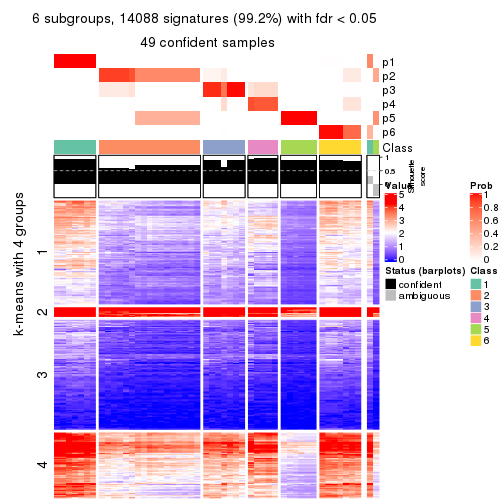 6 subgroups, 14088 signatures (99.2%) with fdr < 0.05
49 confident samples
p1
p2
p3
p4
p5
p6
Class
1
0.5
0
Silhouette
score
k-means with 4 groups
1
2
3
4
Value
5
4
3
2
1
0
Prob
1
0.8
0.6
0.4
0.2
0
Status (barplots)
confident
ambiguous
Class
1
2
3
4
5
6